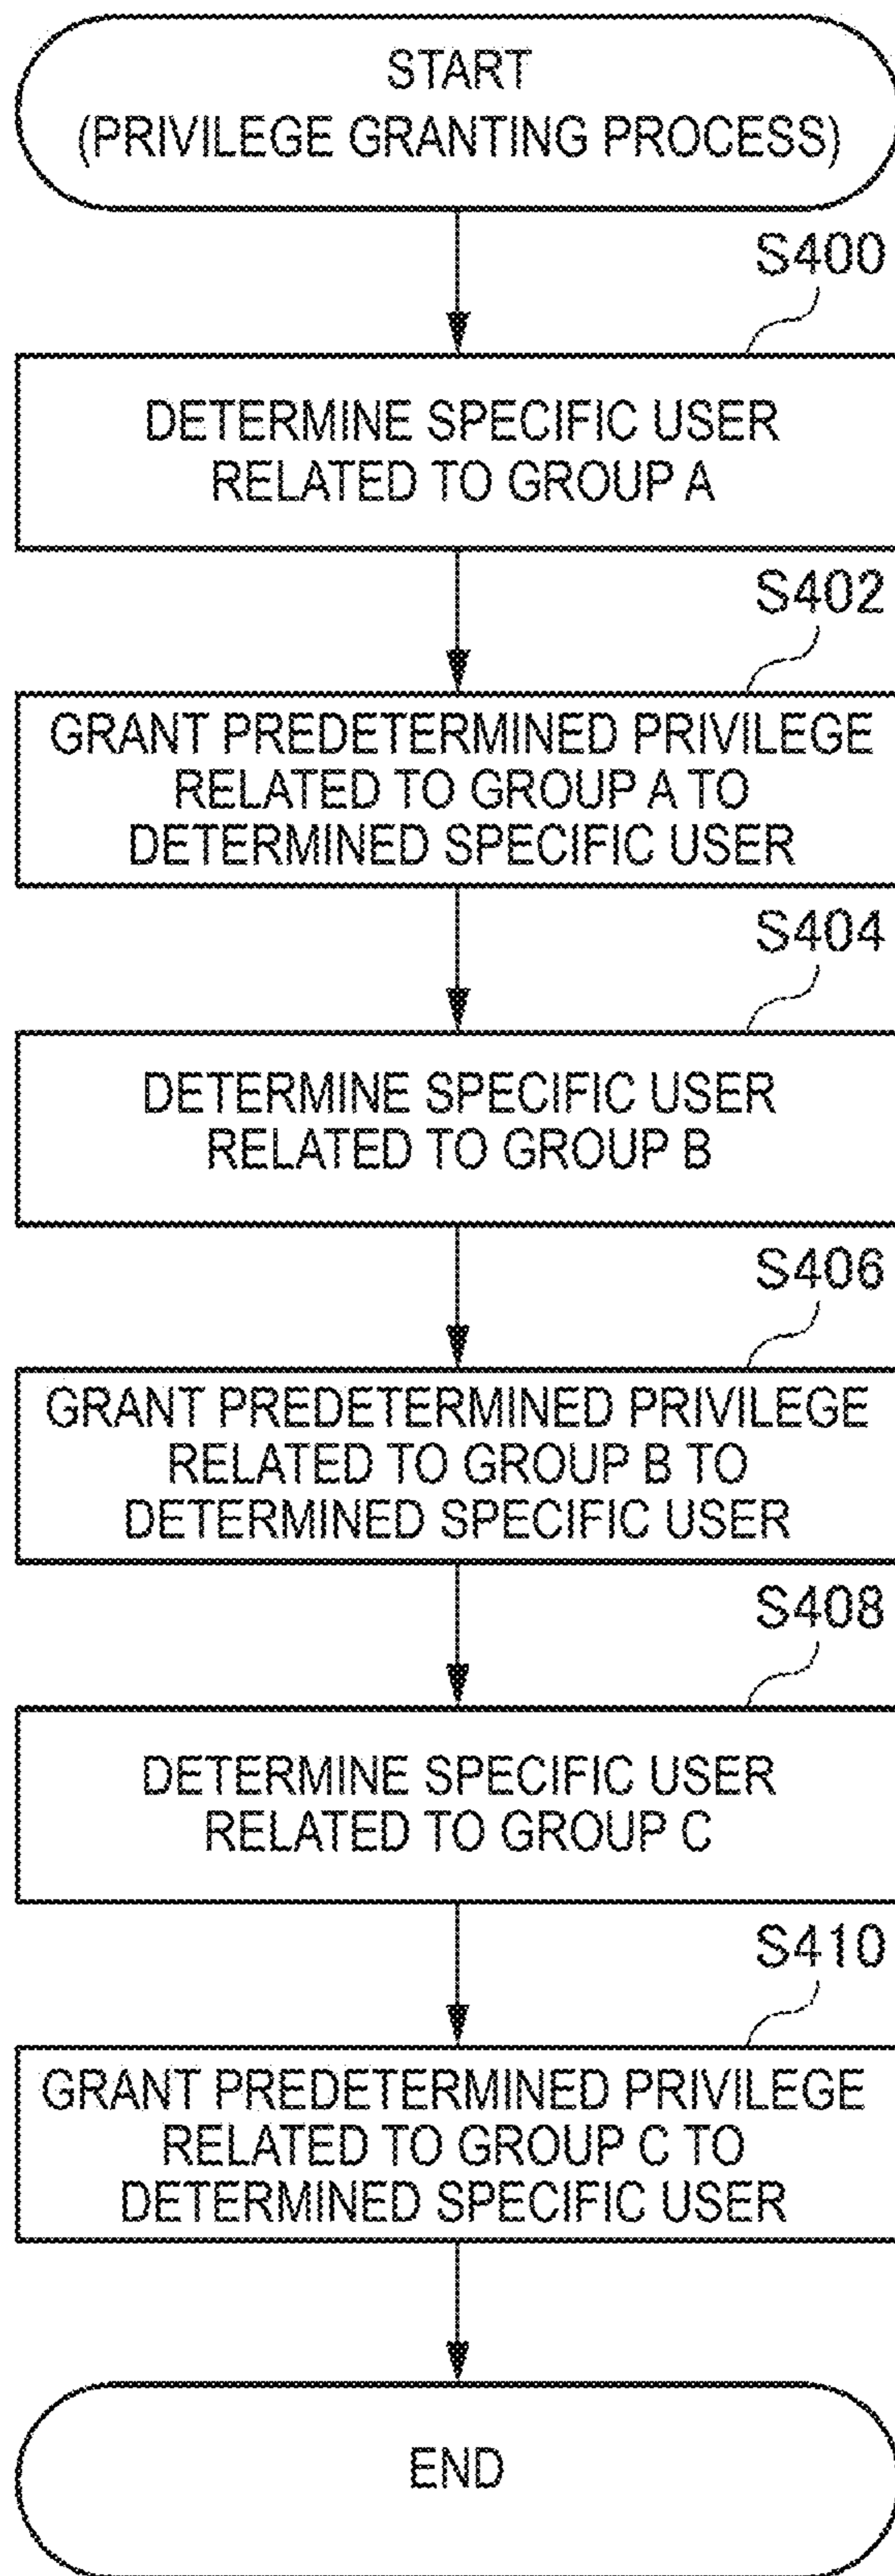 START
(PRIVILEGE GRANTING PROCESS)
S400
DETERMINE SPECIFIC USER
RELATED TO GROUP A
S402
GRANT PREDETERMINED PRIVILEGE
RELATED TO GROUP A TO
DETERMINED SPECIFIC USER
S404
DETERMINE SPECIFIC USER
RELATED TO GROUP B
S406
GRANT PREDETERMINED PRIVILEGE
RELATED TO GROUP B TO
DETERMINED SPECIFIC USER
S408
DETERMINE SPECIFIC USER
RELATED TO GROUP C
S410
GRANT PREDETERMINED PRIVILEGE
RELATED TO GROUP C TO
DETERMINED SPECIFIC USER
END